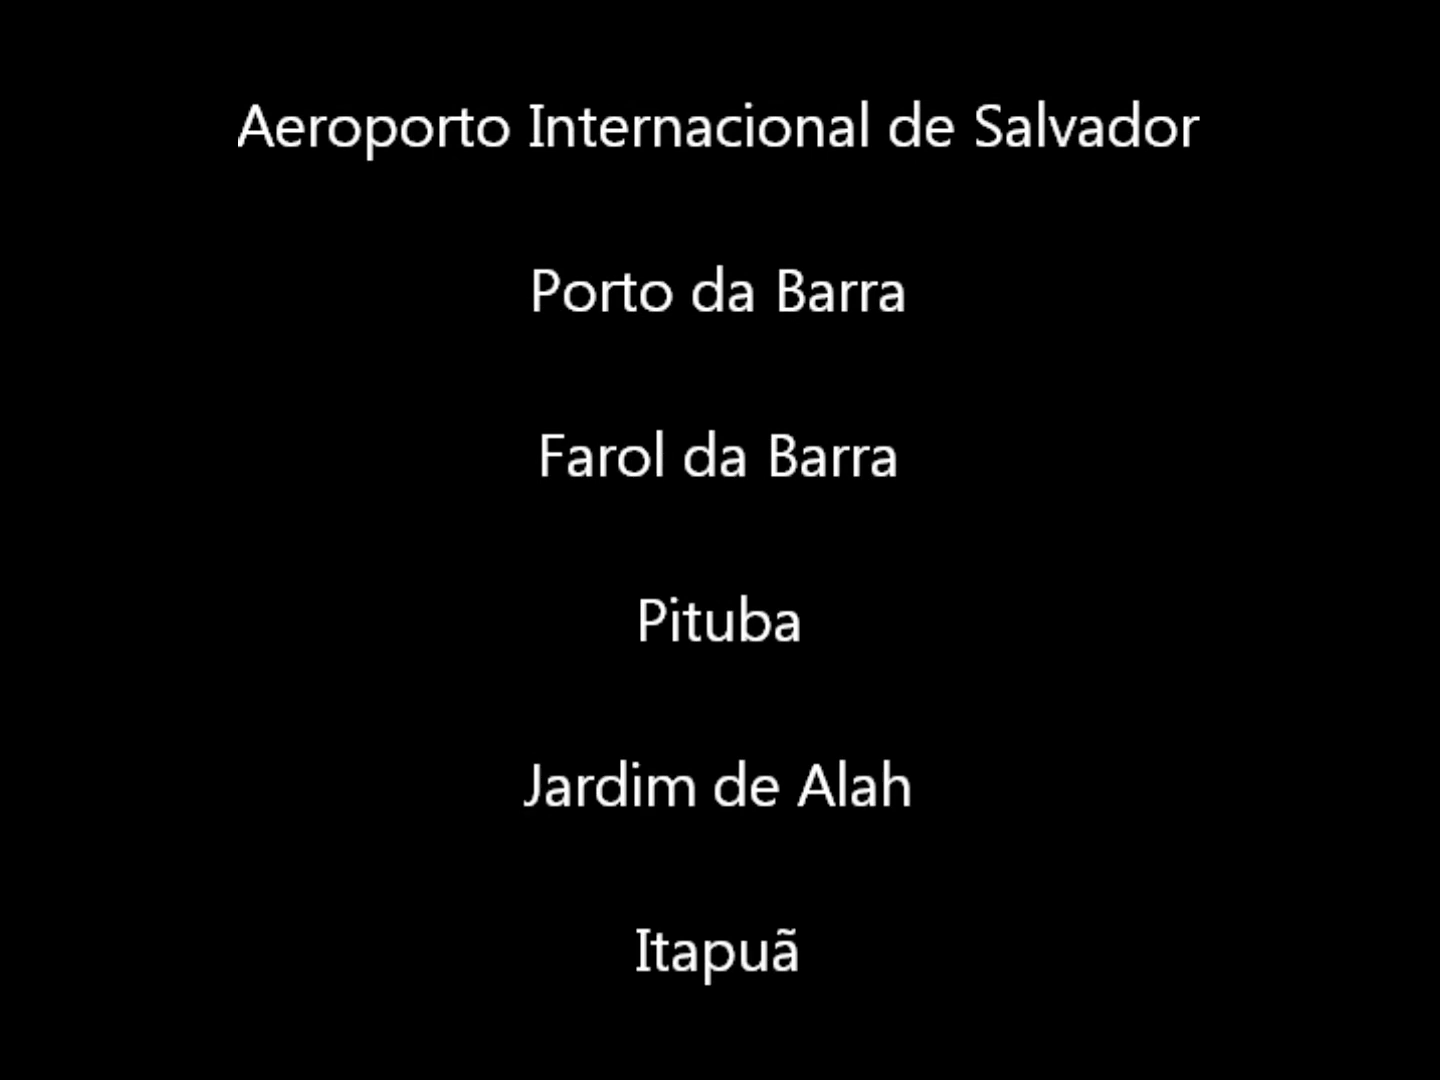 Aeroporto Internacional de Salvador
Porto da Barra
Farol da Barra
Pituba
Jardim de Alah
Itapuã